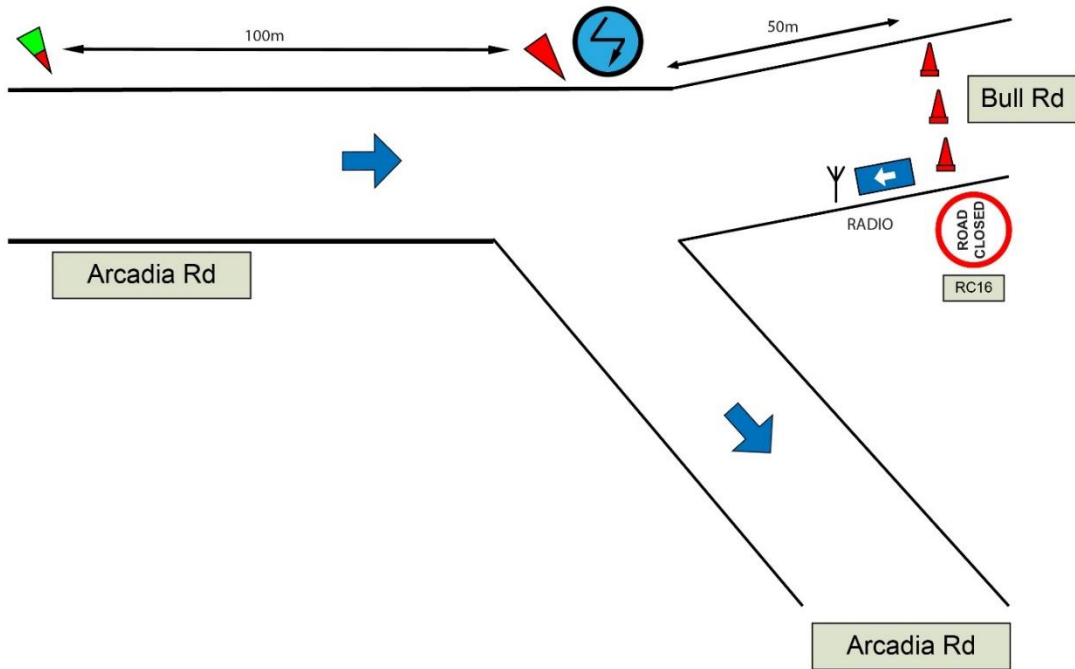 100m
50m
Bull Rd
RADIO
ROAD
CLOSED
RC16
Arcadia Rd
Arcadia Rd